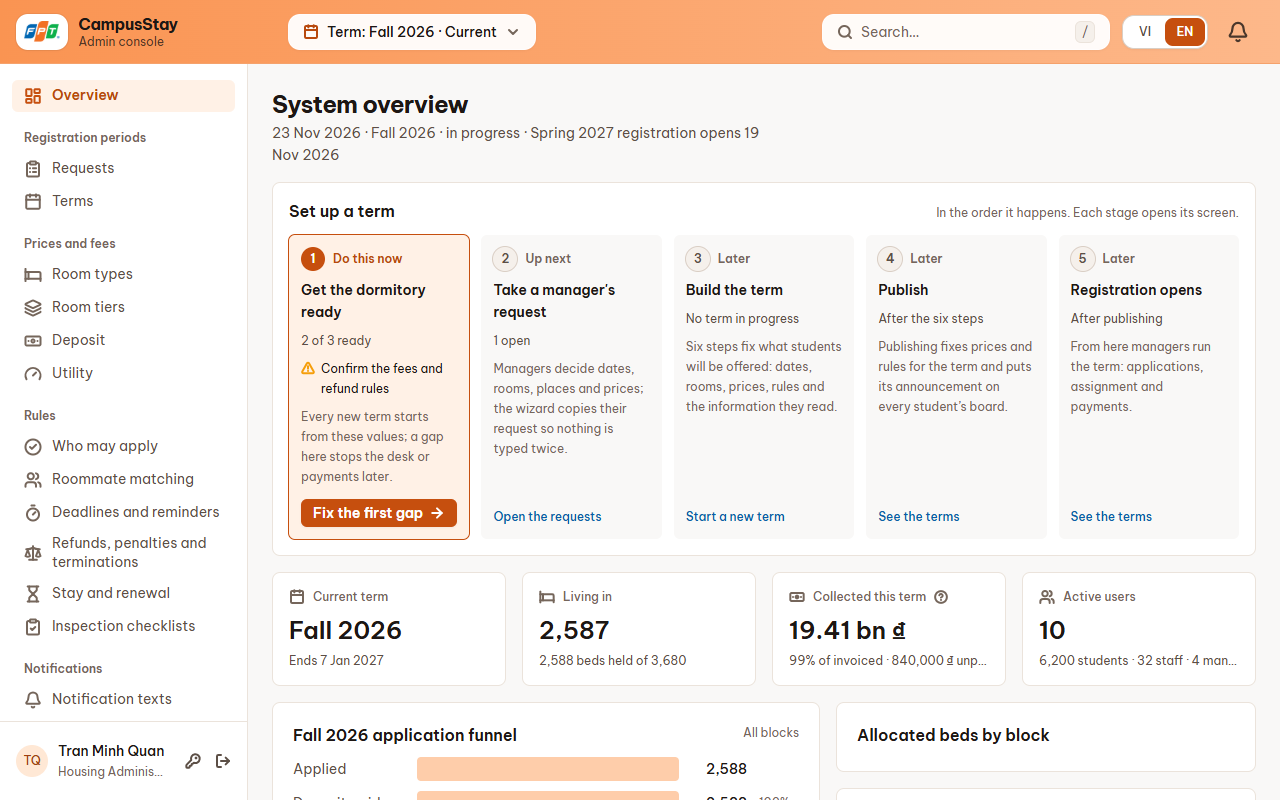 FPT
CampusStay
Admin console
Term: Fall 2026 · Current
Search...
/
VI
EN
Overview
Registration periods
Requests
Terms
Prices and fees
Room types
Room tiers
Deposit
Utility
Rules
Who may apply
Roommate matching
Deadlines and reminders
Refunds, penalties and
terminations
Stay and renewal
Inspection checklists
Notifications
Notification texts
TQ
Tran Minh Quan
Housing Adminis...
System overview
23 Nov 2026 · Fall 2026 · in progress · Spring 2027 registration opens 19
Nov 2026
Set up a term
In the order it happens. Each stage opens its screen.
1
Do this now
Get the dormitory
ready
2 of 3 ready
Confirm the fees and
refund rules
Every new term starts
from these values; a gap
here stops the desk or
payments later.
Fix the first gap
2
Up next
Take a manager's
request
1 open
Managers decide dates,
rooms, places and prices;
the wizard copies their
request so nothing is
typed twice.
Open the requests
3
Later
Build the term
No term in progress
Six steps fix what students
will be offered: dates,
rooms, prices, rules and
the information they read.
Start a new term
4
Later
Publish
After the six steps
Publishing fixes prices and
rules for the term and puts
its announcement on
every student's board.
See the terms
5
Later
Registration opens
After publishing
From here managers run
the term: applications,
assignment and
payments.
See the terms
Current term
Fall 2026
Ends 7 Jan 2027
Living in
2,587
2,588 beds held of 3,680
Collected this term
19.41 bn ₫
99% of invoiced · 840,000 ₫ unp...
Active users
10
6,200 students · 32 staff · 4 man...
Fall 2026 application funnel
All blocks
Applied
2,588
Allocated beds by block